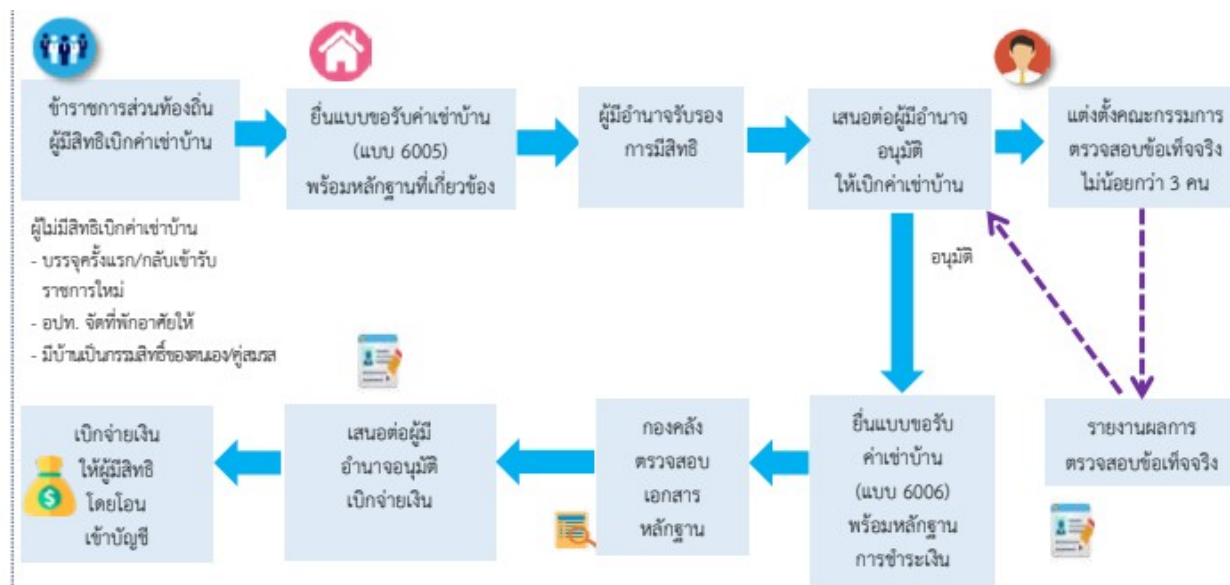 ข้าราชการส่วนท้องถิ่น
ผู้มีสิทธิเบิกค่าเช่าบ้าน
ยื่นแบบขอรับค่าเช่าบ้าน
(แบบ 6005)
พร้อมหลักฐานที่เกี่ยวข้อง
ผู้มีอำนาจรับรอง
การมีสิทธิ
เสนอต่อผู้มีอำนาจ
อนุมัติ
ให้เบิกค่าเช่าบ้าน
แต่งตั้งคณะกรรมการ
ตรวจสอบข้อเท็จจริง
ไม่น้อยกว่า 3 คน
ผู้ไม่มีสิทธิเบิกค่าเช่าบ้าน
- บรรจุครั้งแรก/กลับเข้ารับ
ราชการใหม่
- อปท. จัดที่พักอาศัยให้
- มีบ้านเป็นกรรมสิทธิ์ของตนเอง/คู่สมรส
อนุมัติ
รายงานผลการ
ตรวจสอบข้อเท็จจริง
ยื่นแบบขอรับ
ค่าเช่าบ้าน
(แบบ 6006)
พร้อมหลักฐาน
การชำระเงิน
กองคลัง
ตรวจสอบ
เอกสาร
หลักฐาน
เสนอต่อผู้มี
อำนาจอนุมัติ
เบิกจ่ายเงิน
เบิกจ่ายเงิน
ให้ผู้มีสิทธิ
โดยโอน
เข้าบัญชี